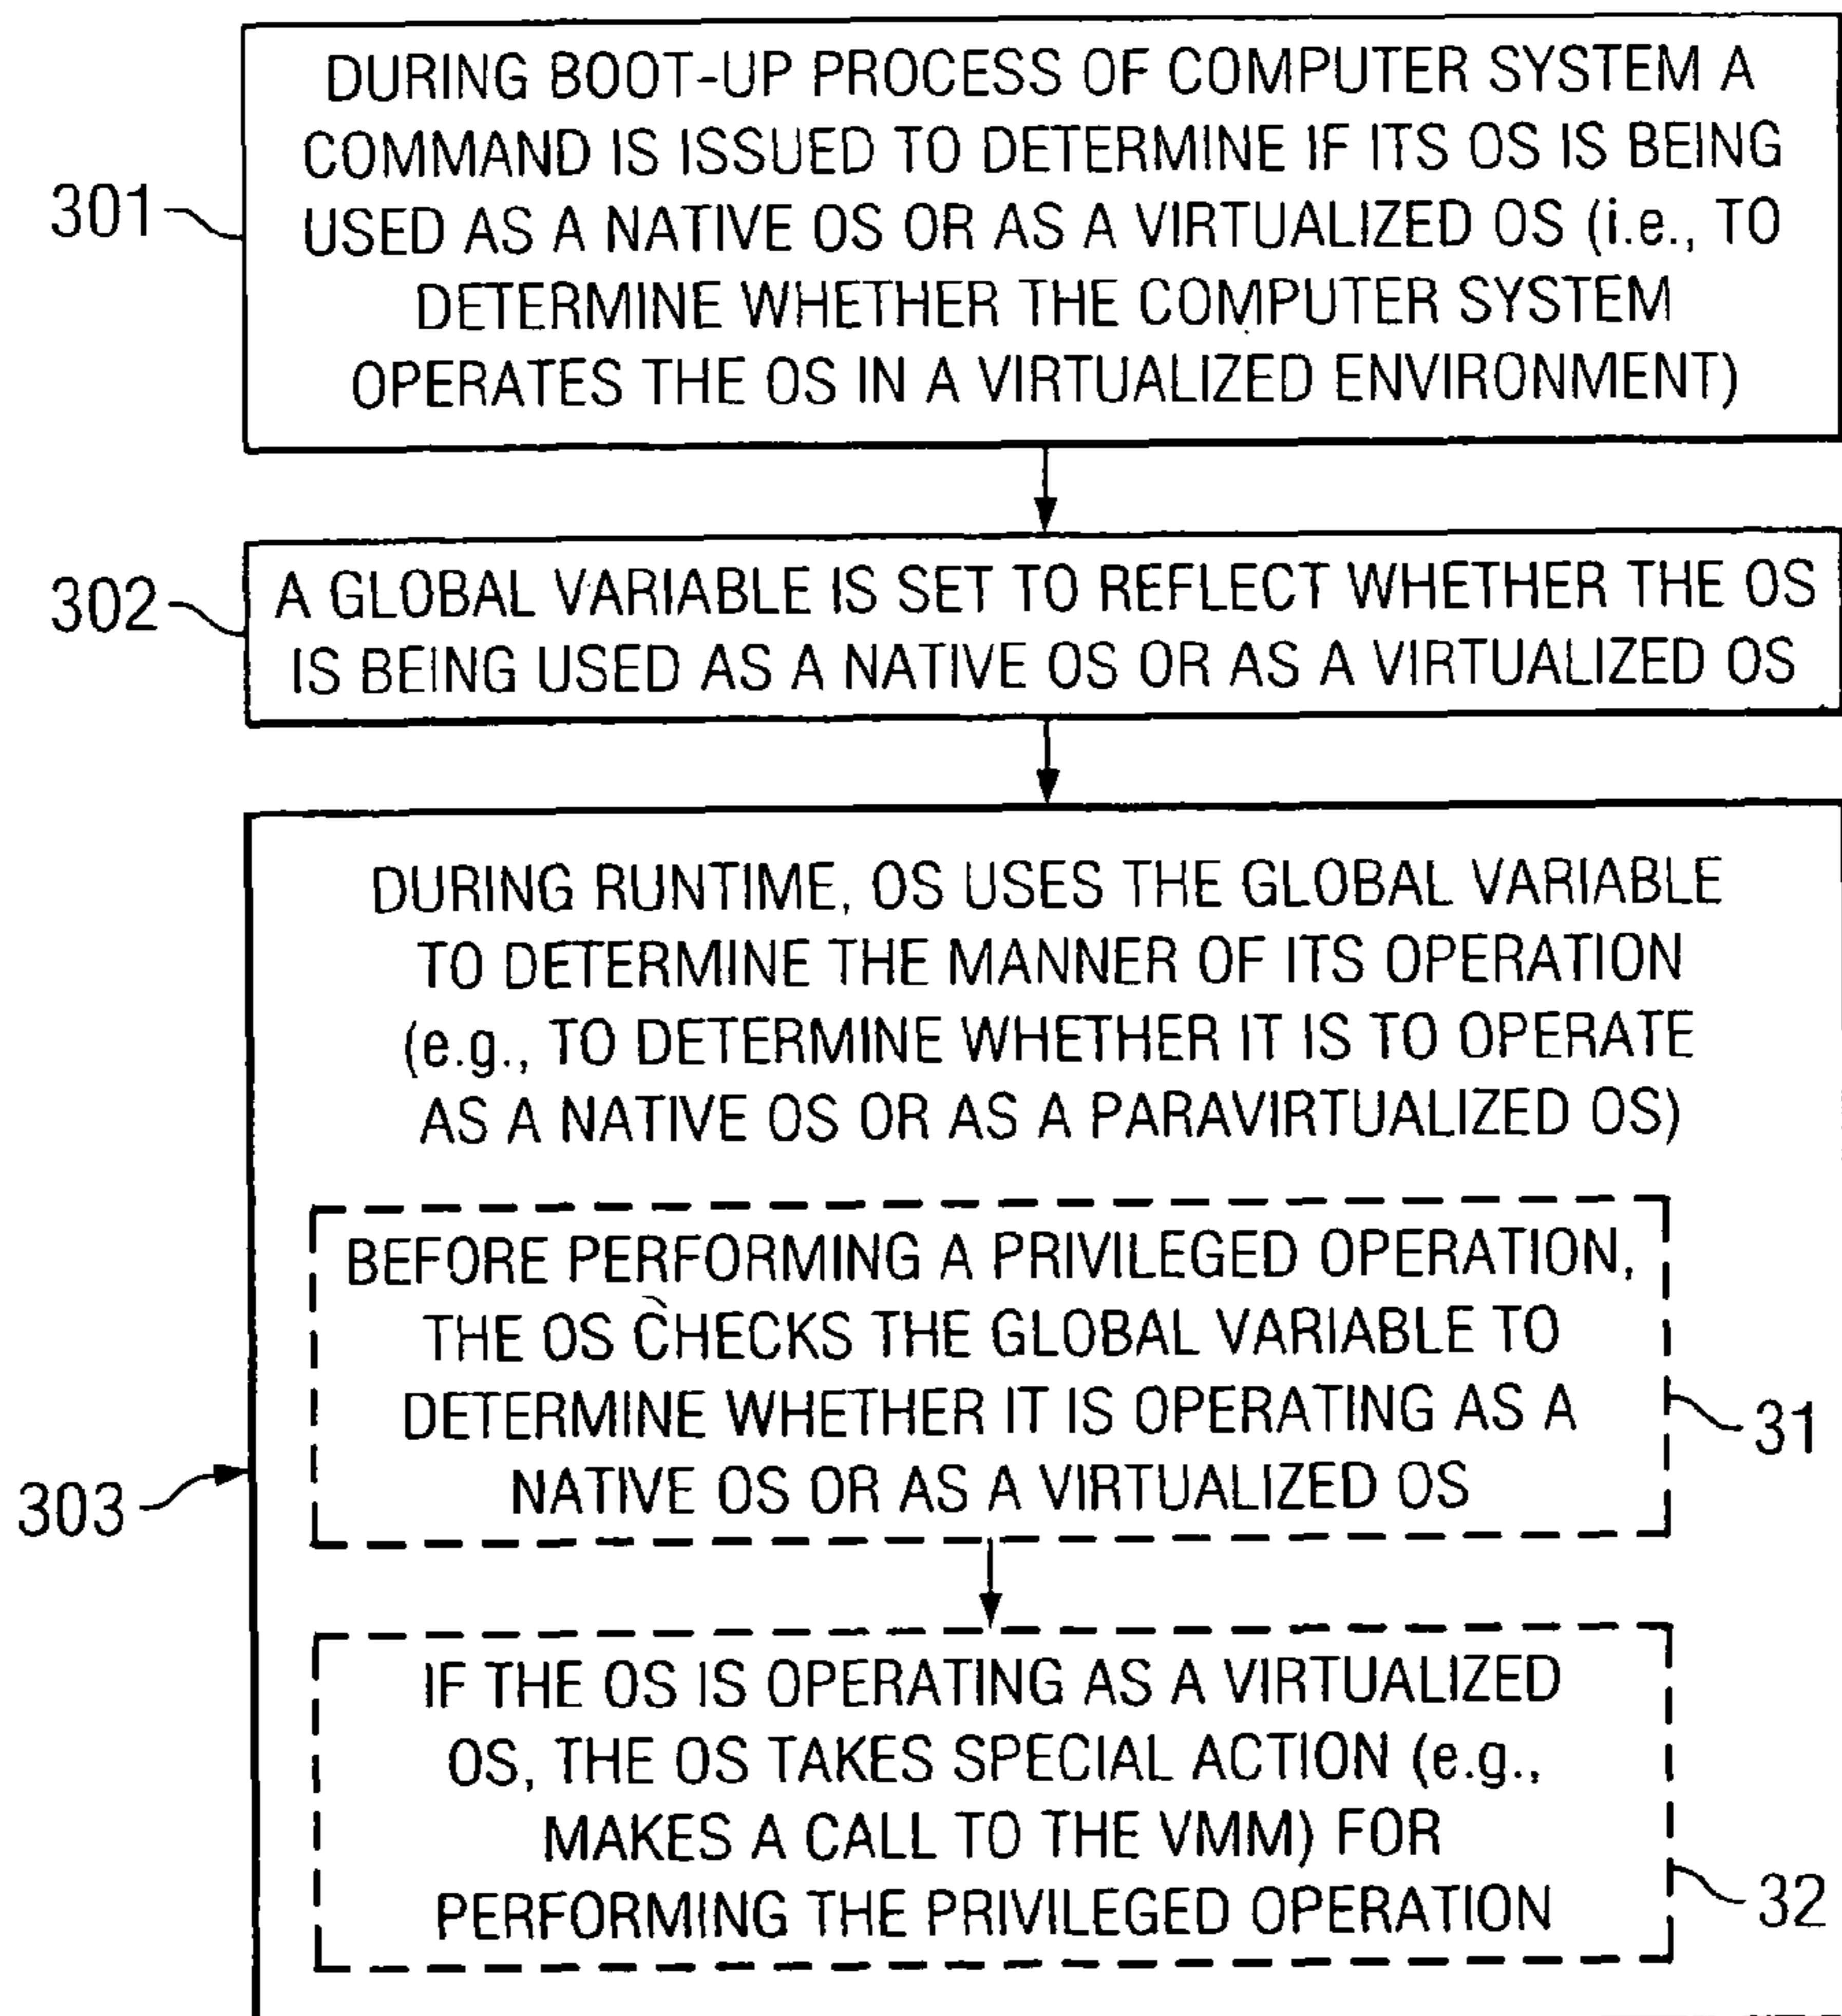 DURING BOOT-UP PROCESS OF COMPUTER SYSTEM A
COMMAND IS ISSUED TO DETERMINE IF ITS OS IS BEING
301
USED AS A NATIVE OS OR AS A VIRTUALIZED OS (i.e., TO
DETERMINE WHETHER THE COMPUTER SYSTEM
OPERATES THE OS IN A VIRTUALIZED ENVIRONMENT)
302
A GLOBAL VARIABLE IS SET TO REFLECT WHETHER THE OS
IS BEING USED AS A NATIVE OS OR AS A VIRTUALIZED OS
DURING RUNTIME, OS USES THE GLOBAL VARIABLE
TO DETERMINE THE MANNER OF ITS OPERATION
(e.g., TO DETERMINE WHETHER IT IS TO OPERATE
AS A NATIVE OS OR AS A PARAVIRTUALIZED OS)
BEFORE PERFORMING A PRIVILEGED OPERATION,
THE OS CHECKS THE GLOBAL VARIABLE TO
DETERMINE WHETHER IT IS OPERATING AS A
31
NATIVE OS OR AS A VIRTUALIZED OS
303
IF THE OS IS OPERATING AS A VIRTUALIZED
OS, THE OS TAKES SPECIAL ACTION (e.g.,
MAKES A CALL TO THE VMM) FOR
PERFORMING THE PRIVILEGED OPERATION
32